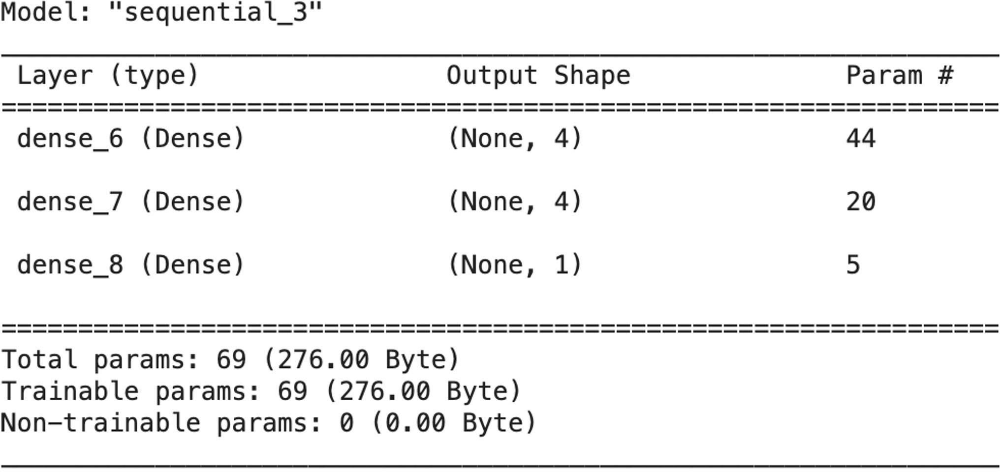 Model: "sequential_3"
_________________________________________________________________
Layer (type)                Output Shape              Param #
=================================================================
dense_6 (Dense)             (None, 4)                 44
dense_7 (Dense)             (None, 4)                 20
dense_8 (Dense)             (None, 1)                 5
=================================================================
Total params: 69 (276.00 Byte)
Trainable params: 69 (276.00 Byte)
Non-trainable params: 0 (0.00 Byte)
_________________________________________________________________